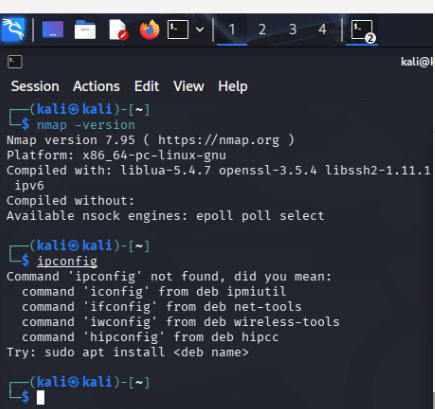 1 2 3 4 2
kali@k
Session Actions Edit View Help
(kali㉿kali)-[~]
$ nmap -version
Nmap version 7.95 ( https://nmap.org )
Platform: x86_64-pc-linux-gnu
Compiled with: liblua-5.4.7 openssl-3.5.4 libssh2-1.11.1
ipv6
Compiled without:
Available nsock engines: epoll poll select
(kali㉿kali)-[~]
$ ipconfig
Command 'ipconfig' not found, did you mean:
command 'iconfig' from deb ipmiutil
command 'ifconfig' from deb net-tools
command 'iwconfig' from deb wireless-tools
command 'hipconfig' from deb hipcc
Try: sudo apt install <deb name>
(kali㉿kali)-[~]
$